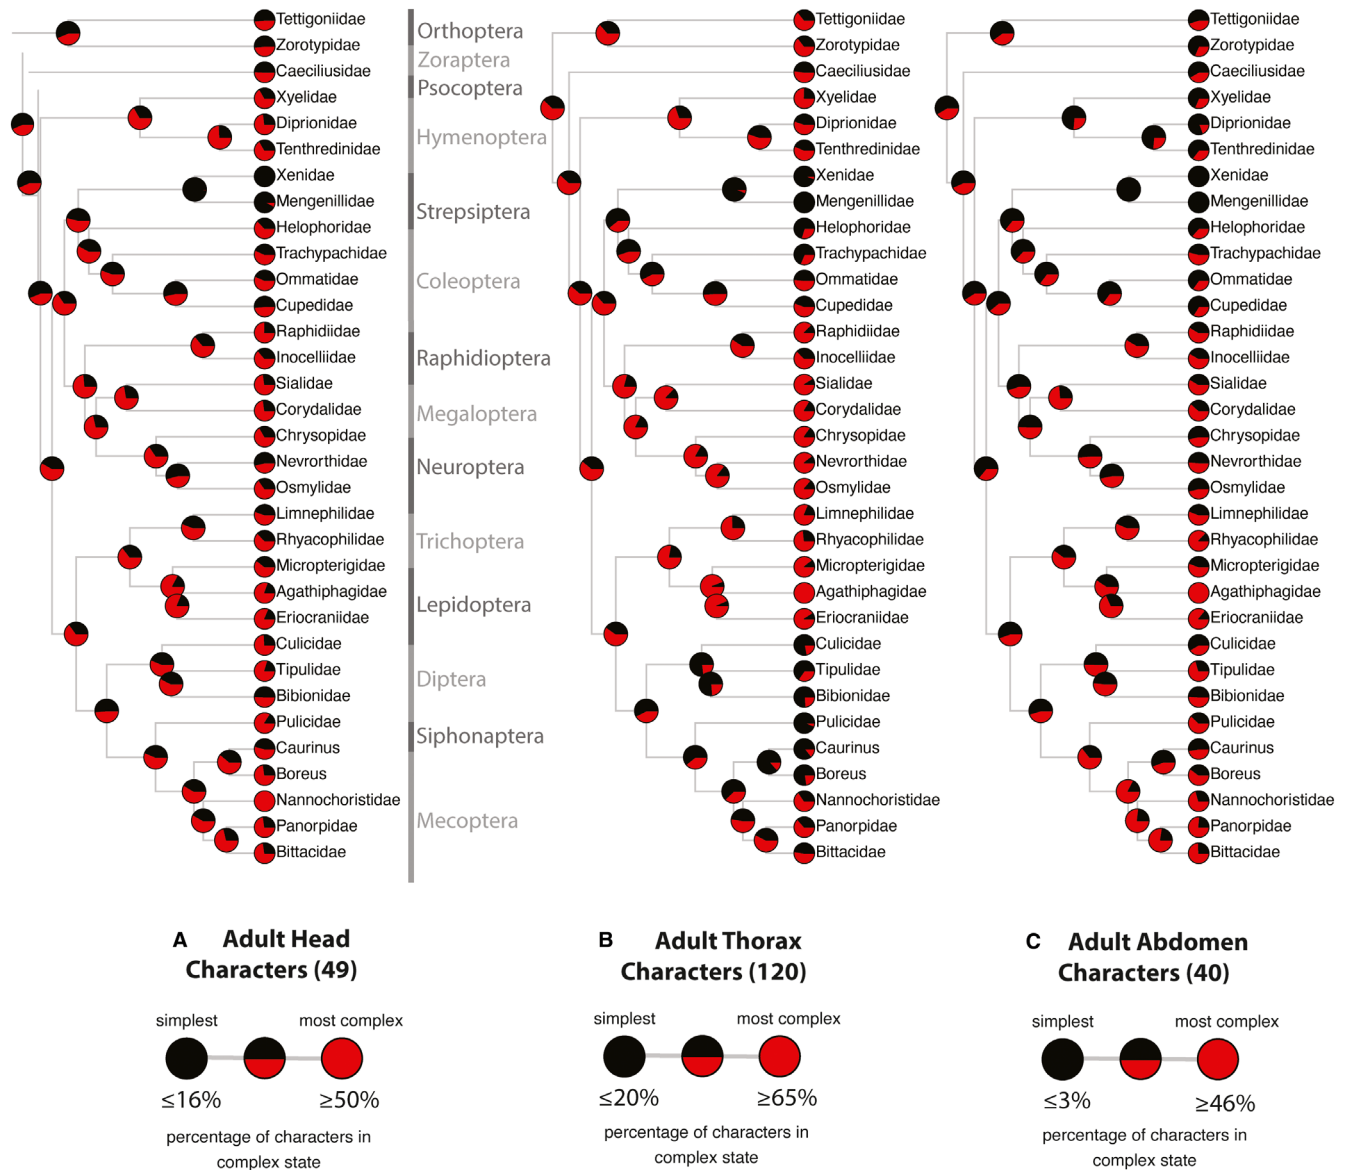 Tettigoniidae
Zorotypidae
Caeciliusidae
Xyelidae
Diprionidae
Tenthredinidae
Xenidae
Mengenillidae
Helophoridae
Trachypachidae
Ommatidae
Cupedidae
Raphidiidae
Inocelliidae
Sialidae
Corydalidae
Chrysopidae
Nevrorthidae
Osmylidae
Limnephilidae
Rhyacophilidae
Micropterigidae
Agathiphagidae
Eriocraniidae
Culicidae
Tipulidae
Bibionidae
Pulicidae
Caurinus
Boreus
Nannochoristidae
Panorpidae
Bittacidae
Orthoptera
Zoraptera
Psocoptera
Hymenoptera
Strepsiptera
Coleoptera
Raphidioptera
Megaloptera
Neuroptera
Trichoptera
Lepidoptera
Diptera
Siphonaptera
Mecoptera
Tettigoniidae
Zorotypidae
Caeciliusidae
Xyelidae
Diprionidae
Tenthredinidae
Xenidae
Mengenillidae
Helophoridae
Trachypachidae
Ommatidae
Cupedidae
Raphidiidae
Inocelliidae
Sialidae
Corydalidae
Chrysopidae
Nevrorthidae
Osmylidae
Limnephilidae
Rhyacophilidae
Micropterigidae
Agathiphagidae
Eriocraniidae
Culicidae
Tipulidae
Bibionidae
Pulicidae
Caurinus
Boreus
Nannochoristidae
Panorpidae
Bittacidae
Tettigoniidae
Zorotypidae
Caeciliusidae
Xyelidae
Diprionidae
Tenthredinidae
Xenidae
Mengenillidae
Helophoridae
Trachypachidae
Ommatidae
Cupedidae
Raphidiidae
Inocelliidae
Sialidae
Corydalidae
Chrysopidae
Nevrorthidae
Osmylidae
Limnephilidae
Rhyacophilidae
Micropterigidae
Agathiphagidae
Eriocraniidae
Culicidae
Tipulidae
Bibionidae
Pulicidae
Caurinus
Boreus
Nannochoristidae
Panorpidae
Bittacidae
A Adult Head
Characters (49)
simplest most complex
≤16% ≥50%
percentage of characters in
complex state
B Adult Thorax
Characters (120)
simplest most complex
≤20% ≥65%
percentage of characters in
complex state
C Adult Abdomen
Characters (40)
simplest most complex
≤3% ≥46%
percentage of characters in
complex state